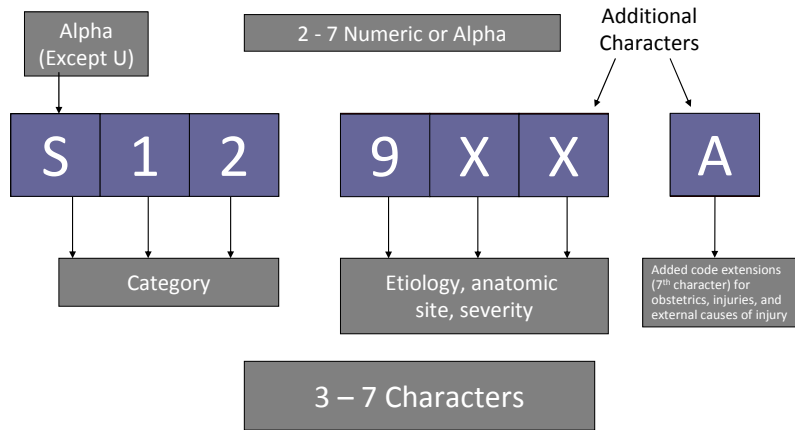 Alpha
(Except U)
2 - 7 Numeric or Alpha
Additional
Characters
S 1 2
9 X X
A
Category
Etiology, anatomic
site, severity
Added code extensions
(7th character) for
obstetrics, injuries, and
external causes of injury
3 – 7 Characters